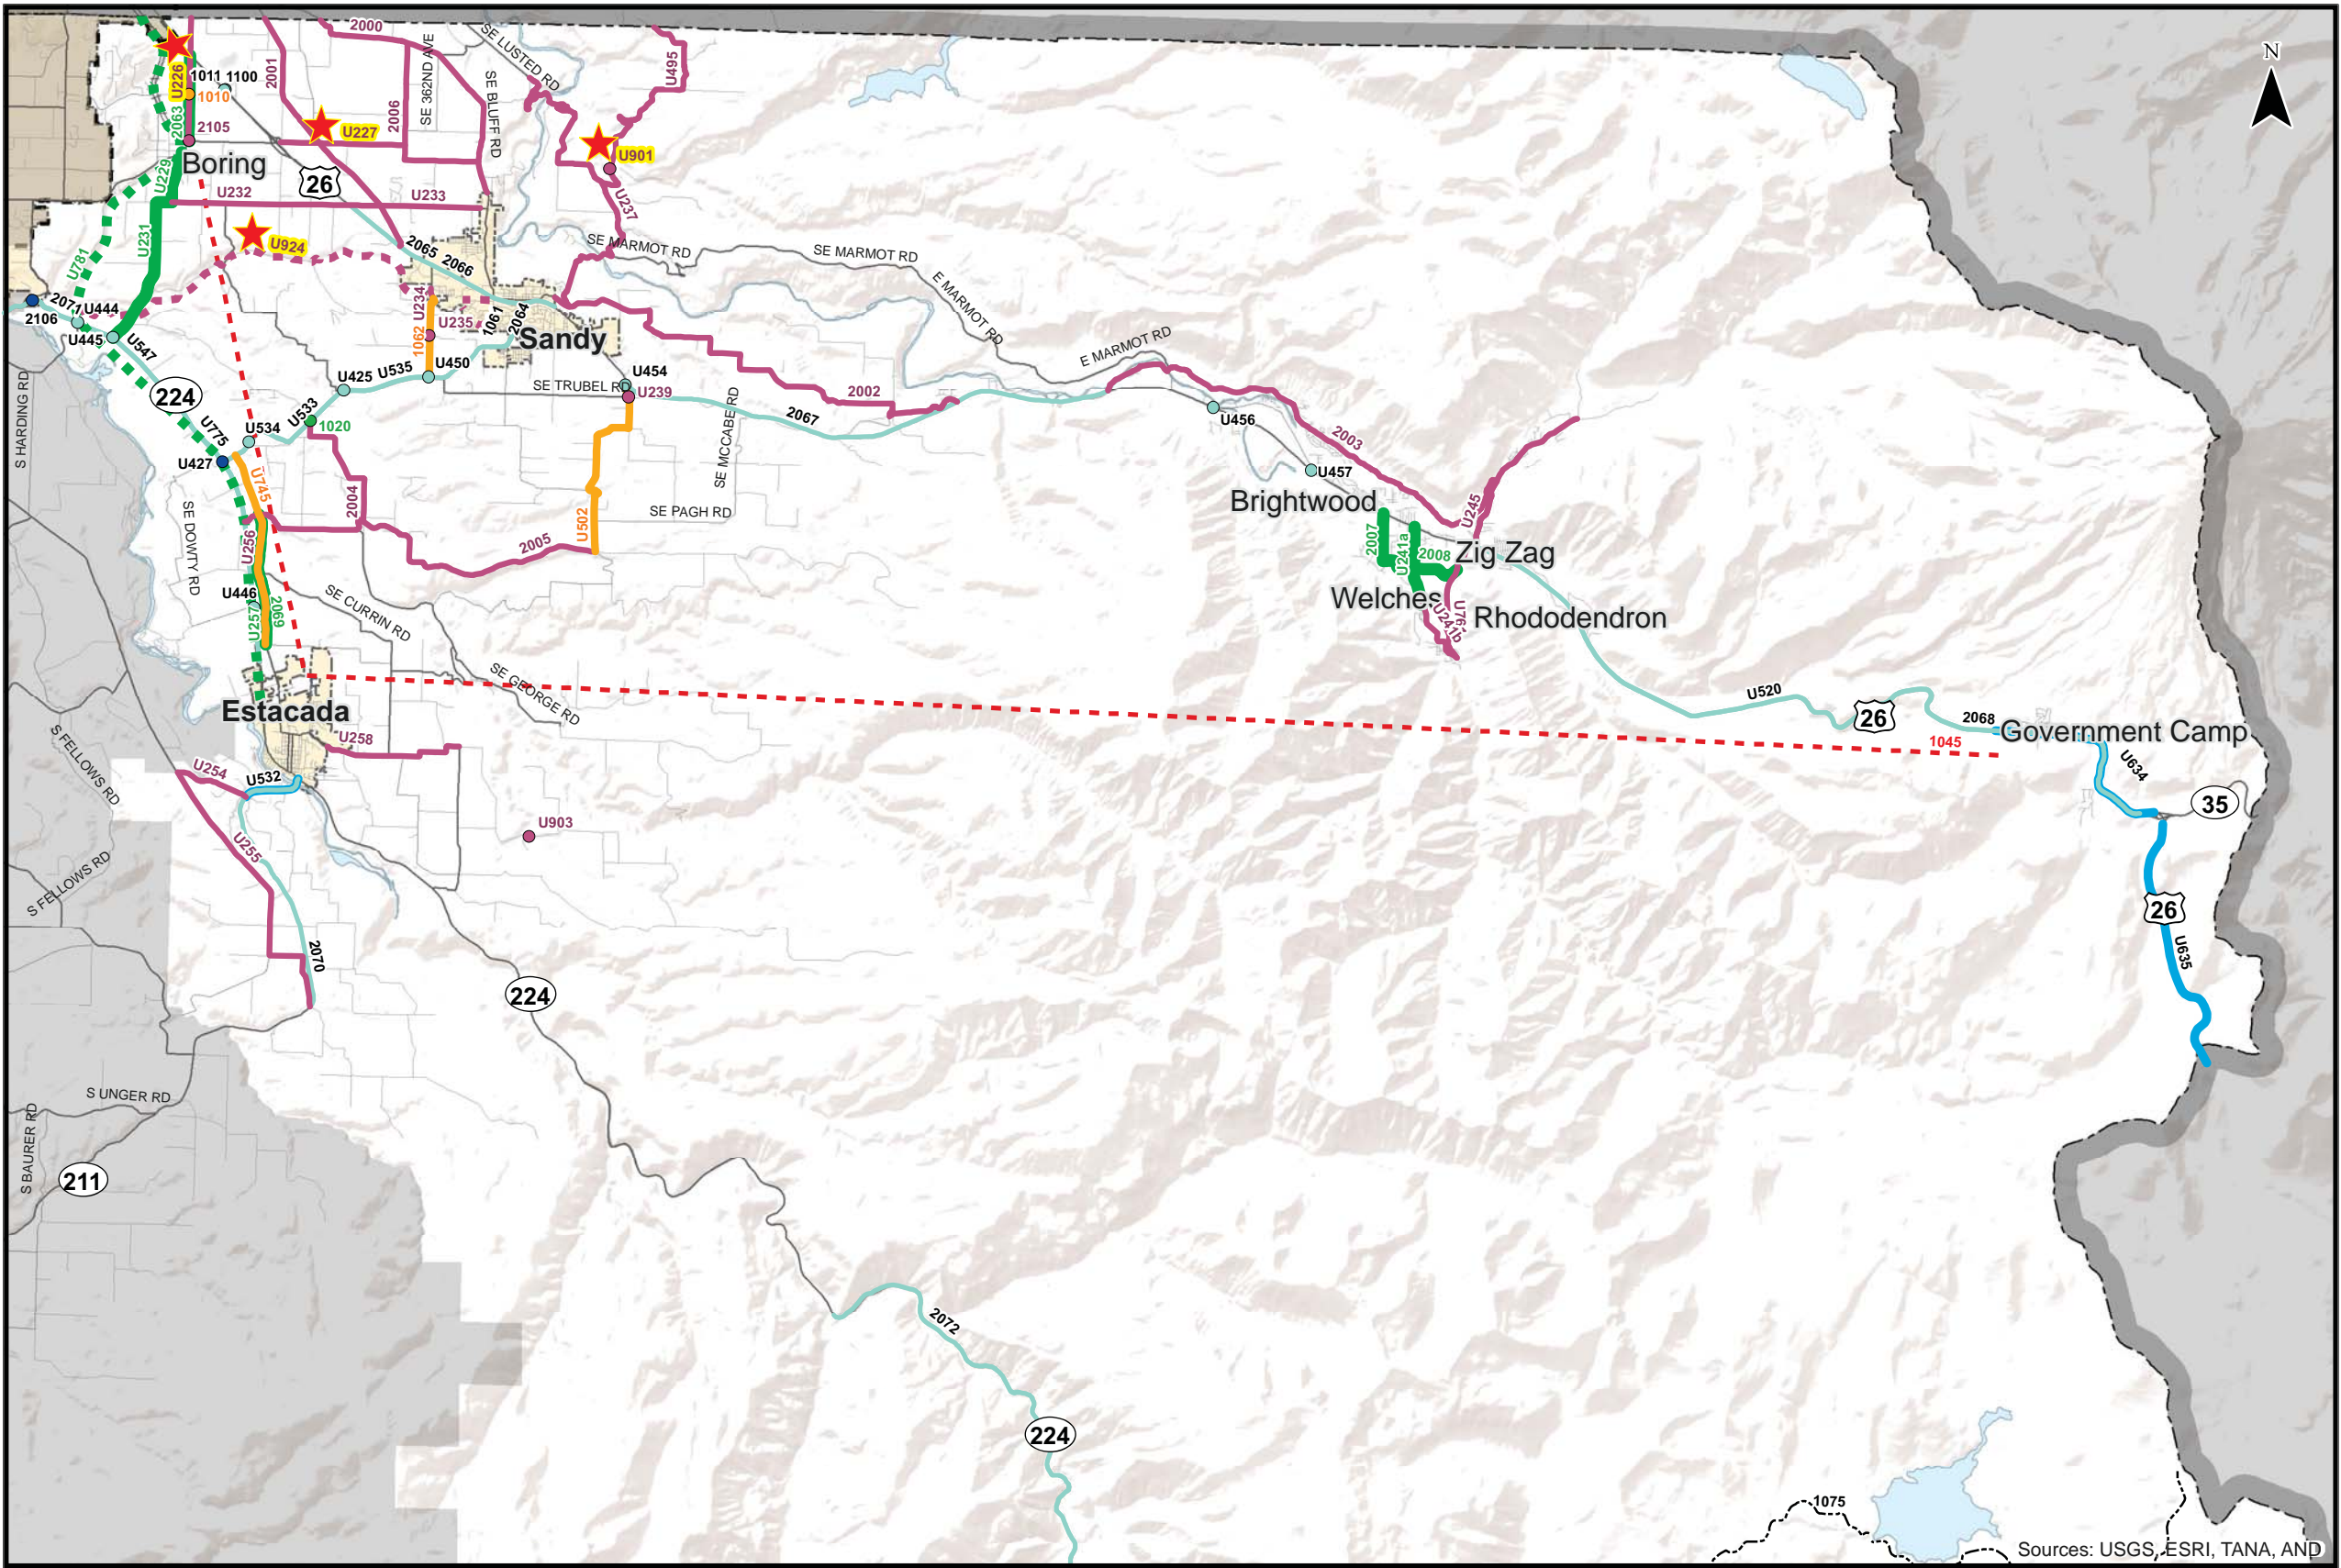 N
2000
SE LUSTED RD
U495
SE 362ND AVE
2001
1011 1100
U226
1010
2006
SE BLUFF RD
2063
2105
U227
U901
Boring
U229
26
U232
U233
U237
U231
U924
SE MARMOT RD
SE MARMOT RD
U781
2065
2066
E MARMOT RD
2071
U444
2106
U234
U235
1061
2064
E MARMOT RD
U445
U547
1062
Sandy
S HARDING RD
224
U425
U535
U450
SE TRUBEL RD
U454
U239
2002
SE MCCABE RD
2067
U456
U533
1020
U775
U534
2003
U427
U457
U745
2004
Brightwood
U245
SE DOWTY RD
U502
SE PAGH RD
U256
2005
2007
U241a
2008
Zig Zag
U446
U257
2069
SE CURRIN RD
Welches
U241b
Rhododendron
SE GEORGE RD
Estacada
U520
26
2068
Government Camp
1045
U258
S FELLOWS RD
U254
U532
U634
35
U903
U255
S FELLOWS RD
26
U635
2070
224
S UNGER RD
S BAURER RD
211
2072
224
1075
Sources: USGS, ESRI, TANA, AND